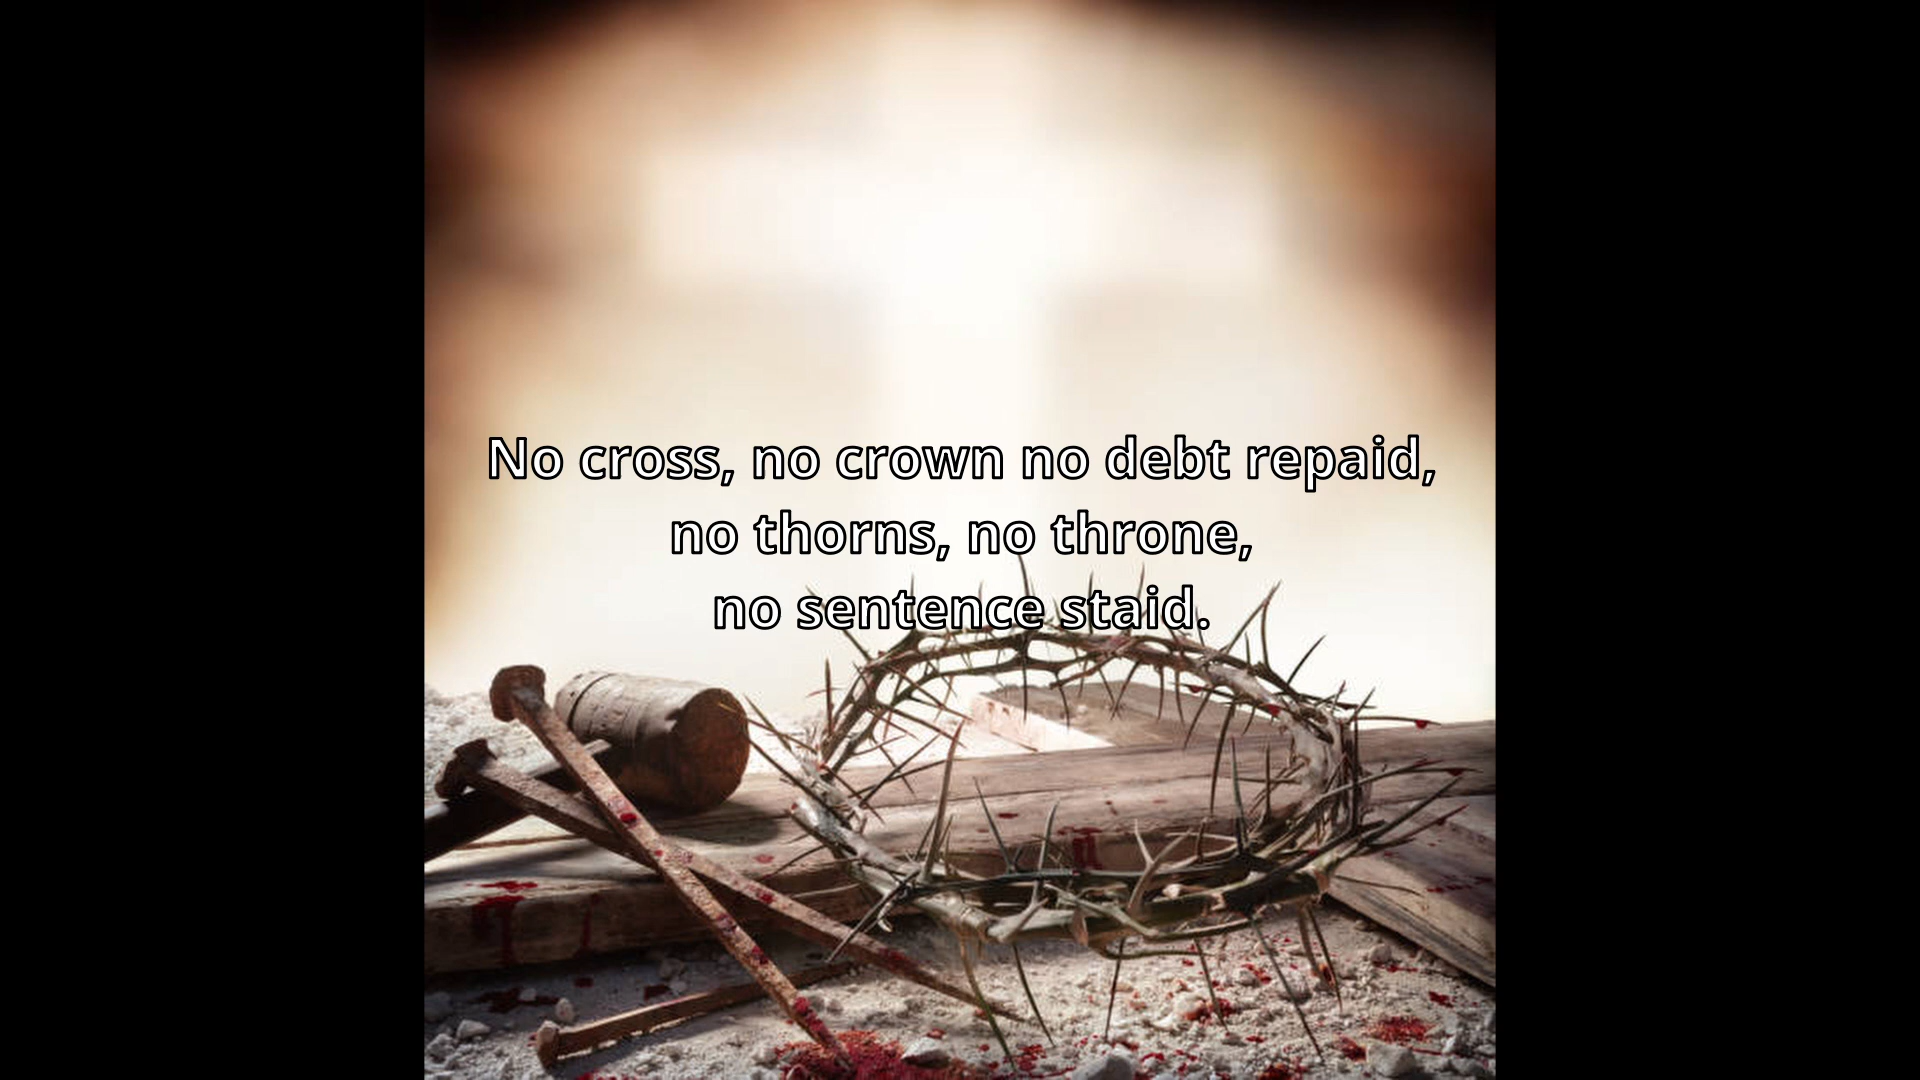 No cross, no crown no debt repaid,
no thorns, no throne,
no sentence staid.